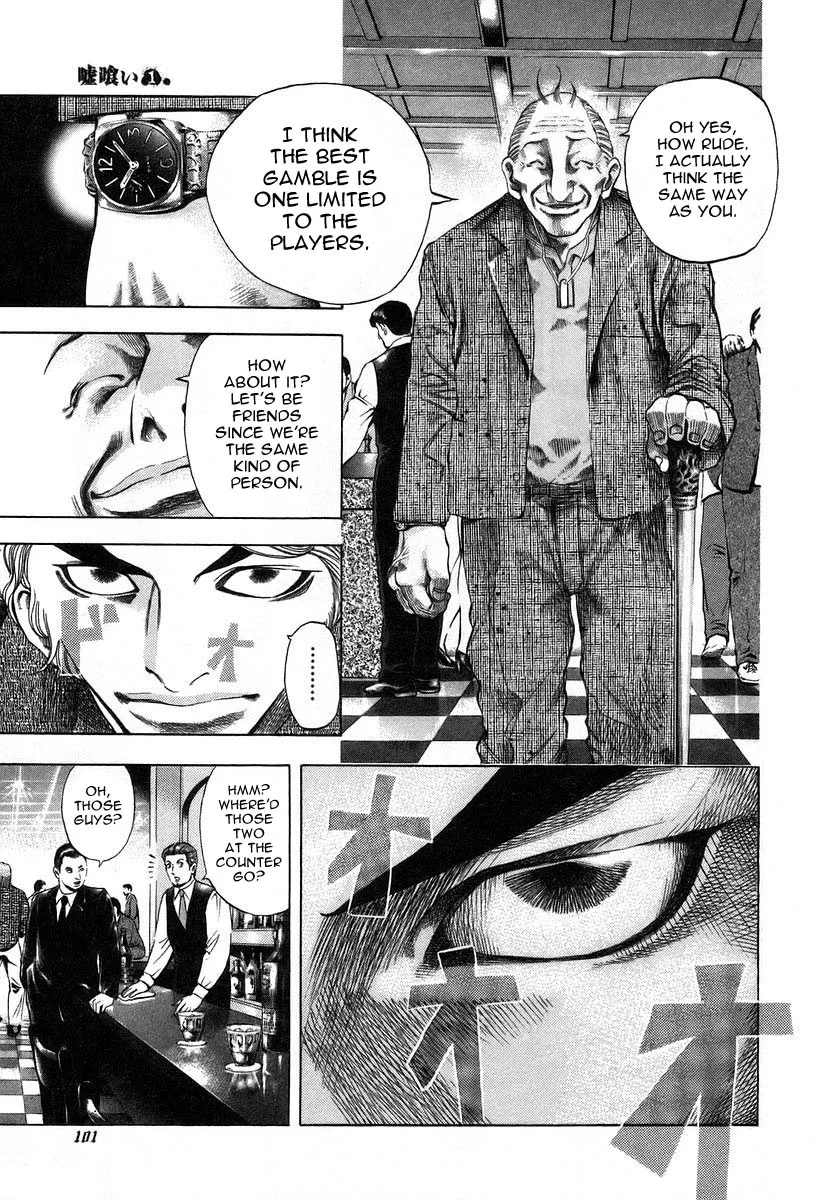 嘘喰い 1
OH YES,
HOW RUDE.
I ACTUALLY
THINK THE
SAME WAY
AS YOU.
I THINK
THE BEST
GAMBLE IS
ONE LIMITED
TO THE
PLAYERS.
12
M
G
HOW
ABOUT IT?
LET'S BE
FRIENDS
SINCE WE'RE
THE SAME
KIND OF
PERSON.
........
ド
オ
オ
オ
オ
HMM?
WHERE'D
THOSE
TWO
AT THE
COUNTER
GO?
OH,
THOSE
GUYS?
101